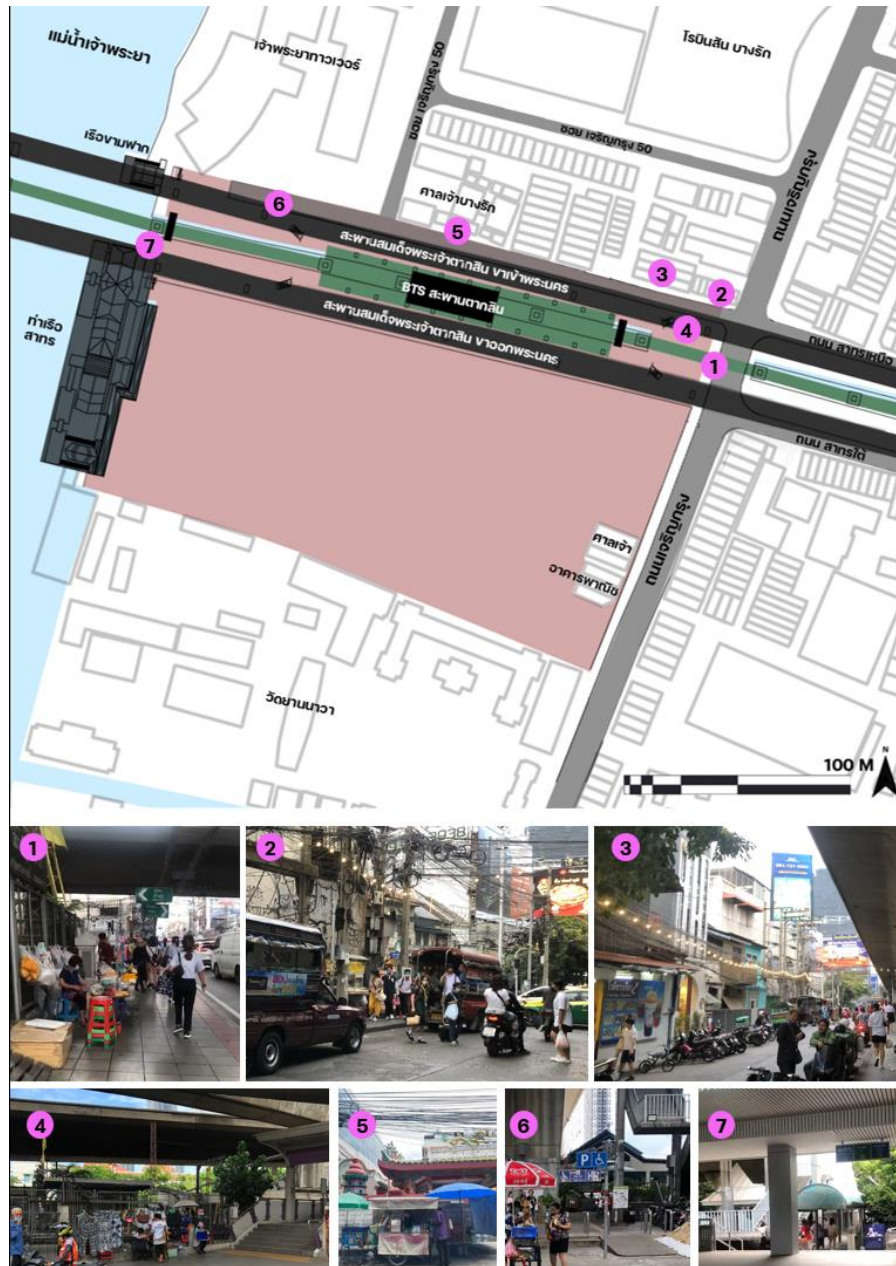 แม่น้ำเจ้าพระยา
เจ้าพระยาทาวเวอร์
ซอย เจริญกรุง 50
โรบินสัน บางรัก
เรือข้ามฟาก
ซอย เจริญกรุง 50
ถนนเจริญกรุง
ศาลเจ้าบางรัก
6
5
7
สะพานสมเด็จพระเจ้าตากสิน ขาเข้าพระนคร
3
2
BTS สะพานตากสิน
4
ท่าเรือ
สาทร
สะพานสมเด็จพระเจ้าตากสิน ขาออกพระนคร
1
ถนน สาทรเหนือ
ถนน สาทรใต้
ถนนเจริญกรุง
ศาลเจ้า
อาคารพาณิช
วัดยานนาวา
100 M
N
1
2
3
4
5
6
P
7